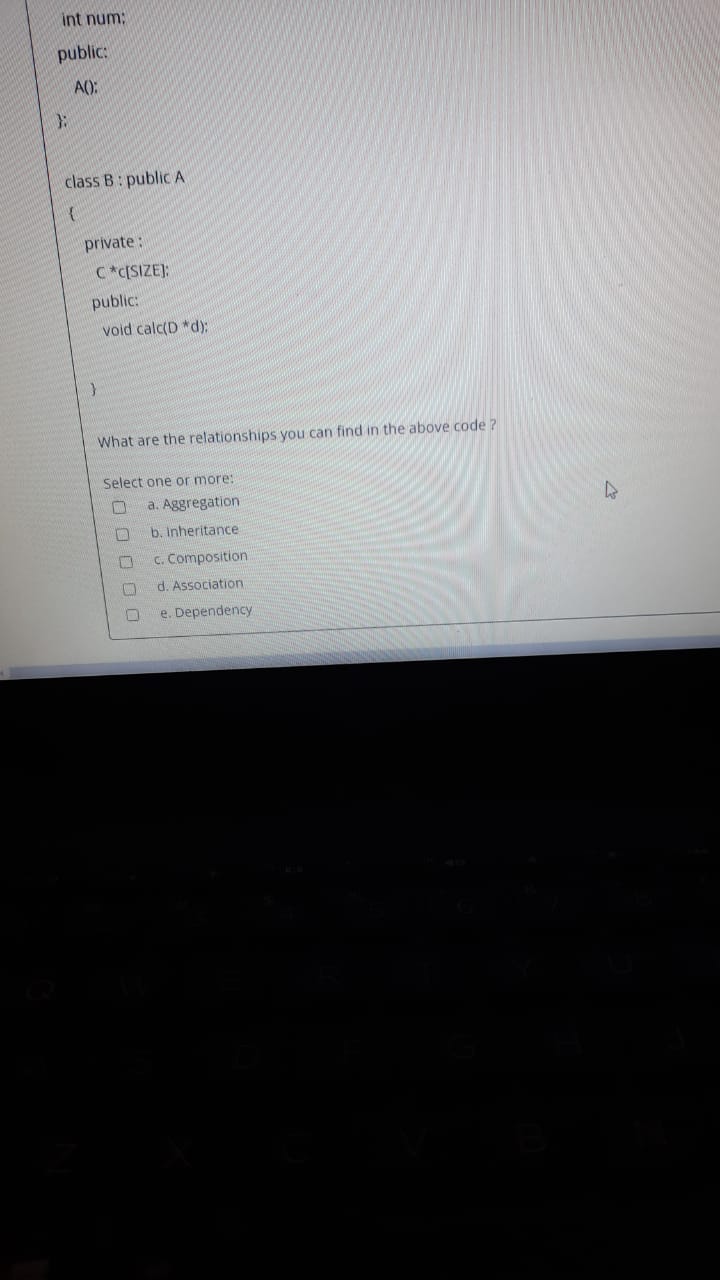 int num;
public:
A();
};
class B : public A
{
private :
C *c[SIZE];
public:
void calc(D *d);
}
What are the relationships you can find in the above code ?
Select one or more:
a. Aggregation
b. Inheritance
c. Composition
d. Association
e. Dependency
Q W E R T Y U
S D F G H J
Z X C V B N